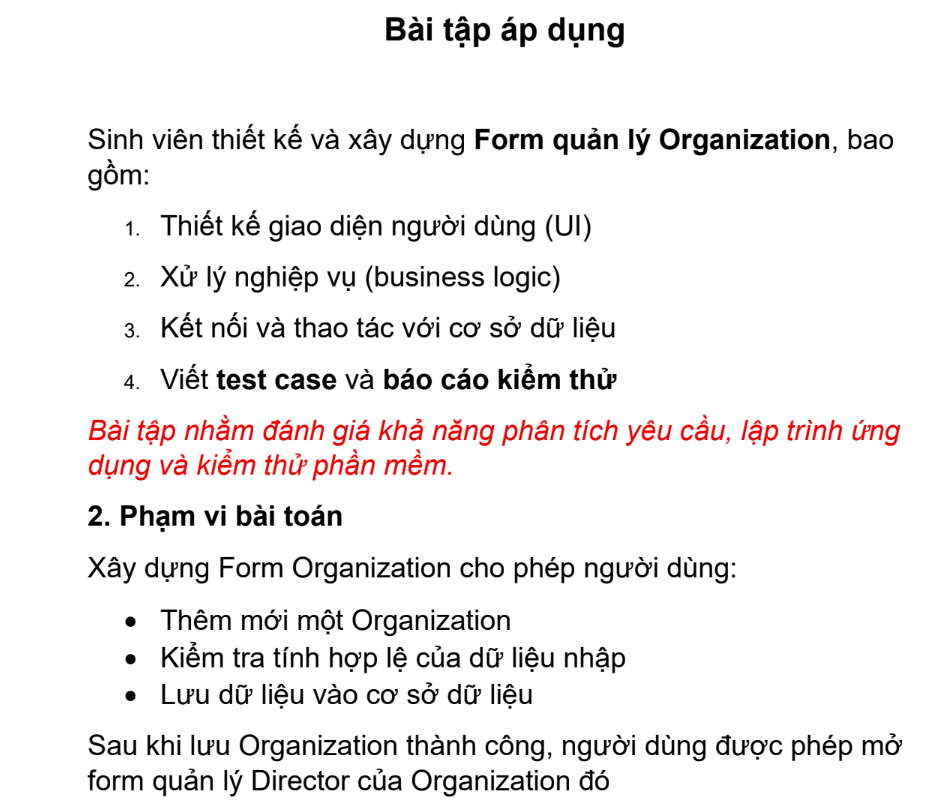 Bài tập áp dụng
Sinh viên thiết kế và xây dựng Form quản lý Organization, bao
gồm:
1. Thiết kế giao diện người dùng (UI)
2. Xử lý nghiệp vụ (business logic)
3. Kết nối và thao tác với cơ sở dữ liệu
4. Viết test case và báo cáo kiểm thử
Bài tập nhằm đánh giá khả năng phân tích yêu cầu, lập trình ứng
dụng và kiểm thử phần mềm.
2. Phạm vi bài toán
Xây dựng Form Organization cho phép người dùng:
• Thêm mới một Organization
• Kiểm tra tính hợp lệ của dữ liệu nhập
• Lưu dữ liệu vào cơ sở dữ liệu
Sau khi lưu Organization thành công, người dùng được phép mở
form quản lý Director của Organization đó